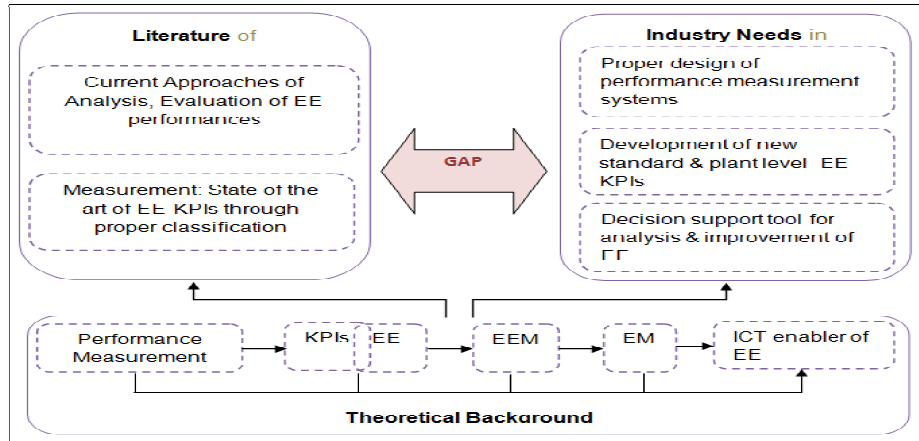 Literature of
Current Approaches of
Analysis, Evaluation of EE
performances
Measurement: State of the
art of EE KPIs through
proper classification
GAP
Industry Needs in
Proper design of
performance measurement
systems
Development of new
standard & plant level EE
KPIs
Decision support tool for
analysis & improvement of
EE
Performance
Measurement
KPIs
EE
EEM
EM
ICT enabler of
EE
Theoretical Background